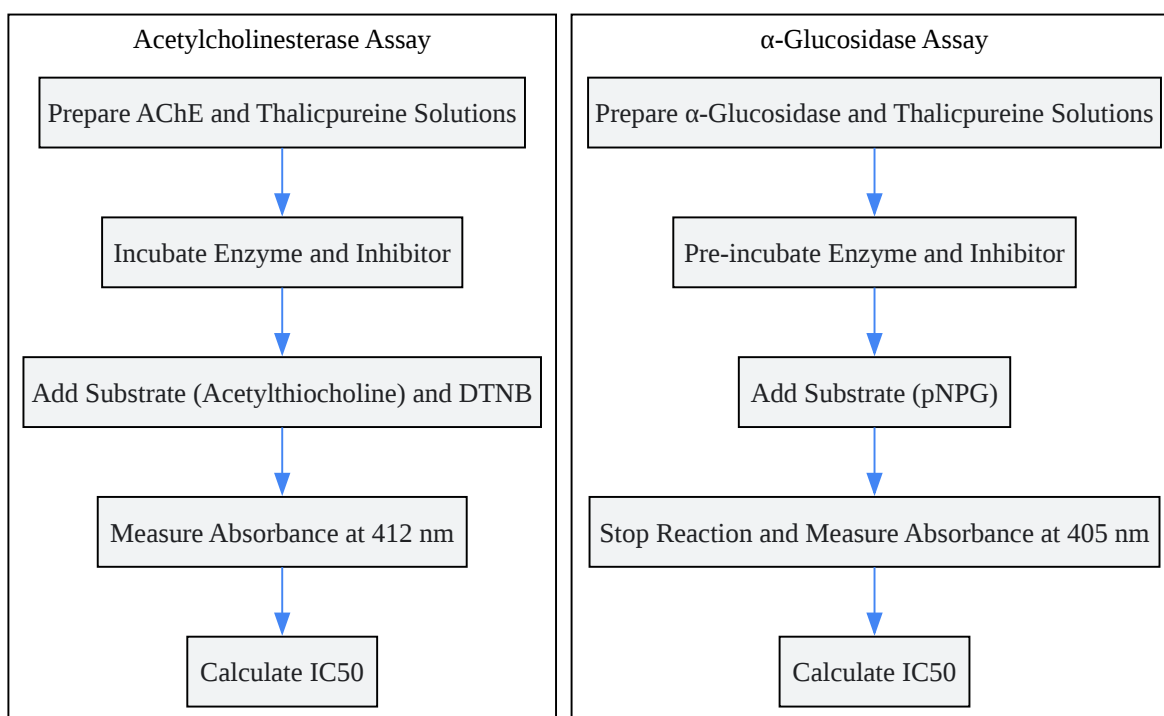 Acetylcholinesterase Assay
Prepare AChE and Thalicpureine Solutions
Incubate Enzyme and Inhibitor
Add Substrate (Acetylthiocholine) and DTNB
Measure Absorbance at 412 nm
Calculate IC50
α-Glucosidase Assay
Prepare α-Glucosidase and Thalicpureine Solutions
Pre-incubate Enzyme and Inhibitor
Add Substrate (pNPG)
Stop Reaction and Measure Absorbance at 405 nm
Calculate IC50